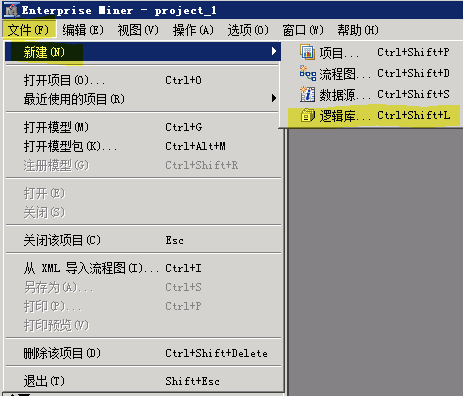 Enterprise Miner - project_1
文件(F) 编辑(E) 视图(V) 操作(A) 选项(O) 窗口(W) 帮助(H)
新建(N)
项目... Ctrl+Shift+P
流程图... Ctrl+Shift+D
数据源... Ctrl+Shift+S
逻辑库... Ctrl+Shift+L
打开项目(O)... Ctrl+O
最近使用的项目(R)
打开模型(M) Ctrl+G
打开模型包(K)... Ctrl+Alt+M
注册模型(G) Ctrl+Shift+R
打开(E)
关闭(S)
关闭该项目(C) Esc
从 XML 导入流程图(I)... Ctrl+I
另存为(A)... Ctrl+S
打印(P)... Ctrl+P
打印预览(V)
删除该项目(D) Ctrl+Shift+Delete
退出(T) Shift+Esc